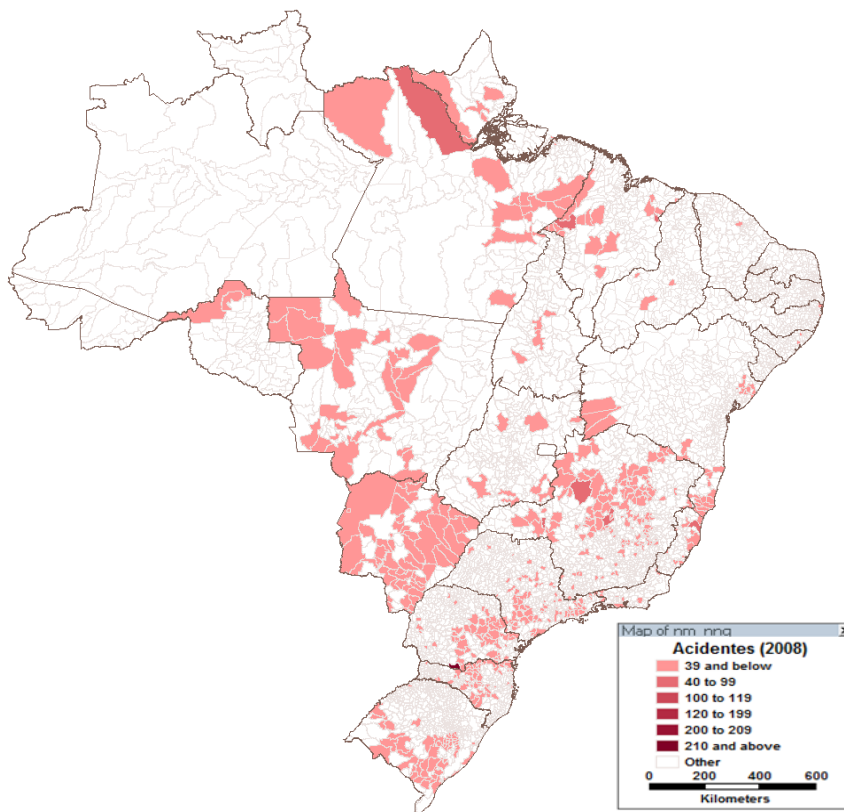 Map of nm_nnq
Acidentes (2008)
39 and below
40 to 99
100 to 119
120 to 199
200 to 209
210 and above
Other
0 200 400 600
Kilometers